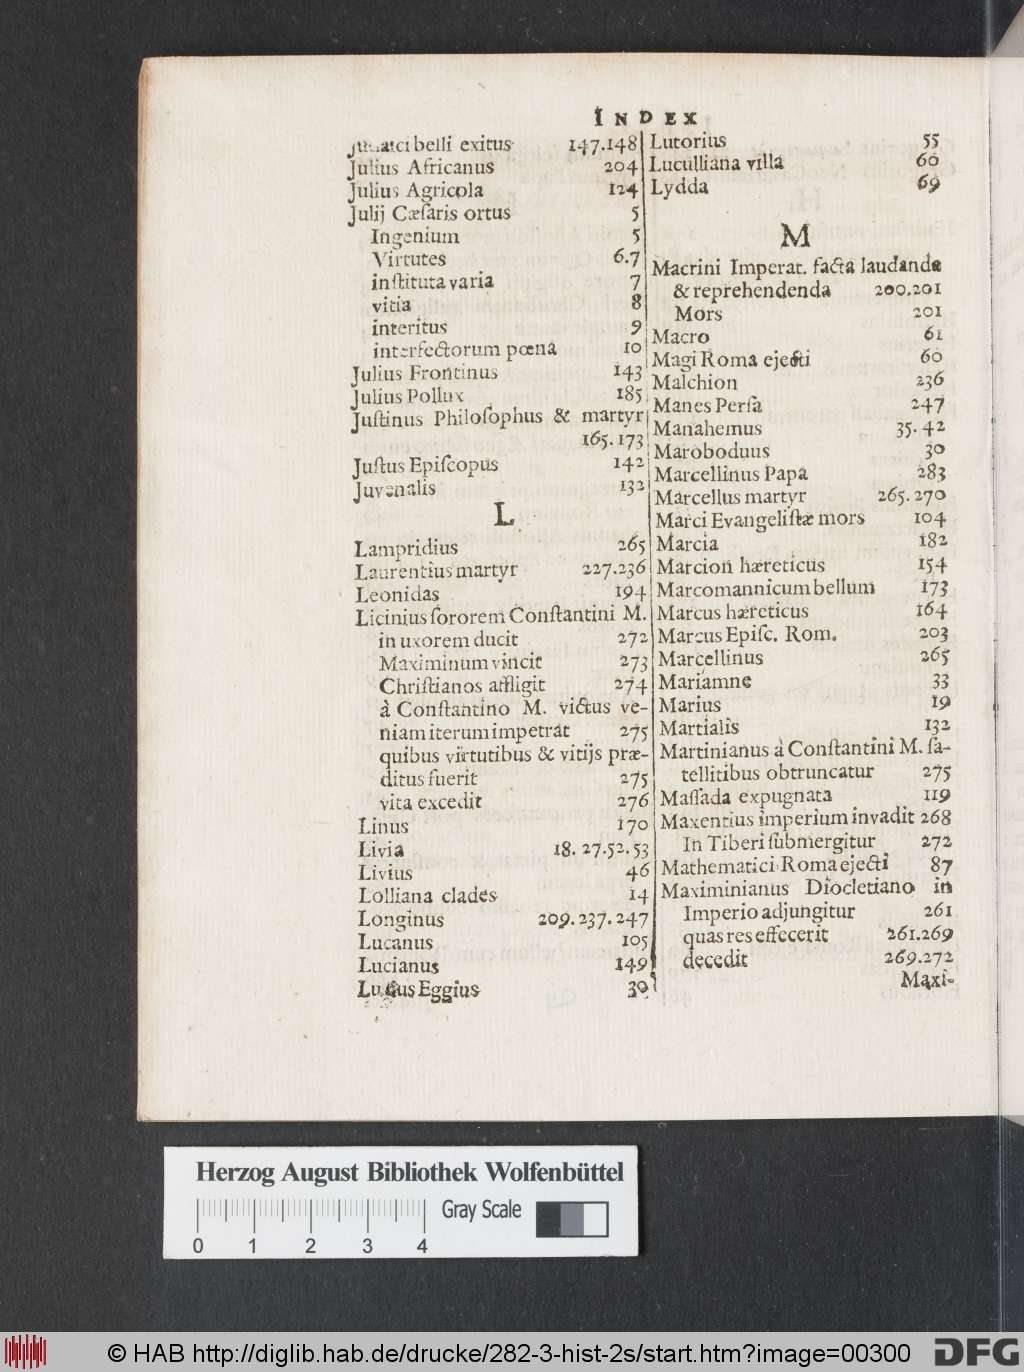 INDEX
Judaici belli exitus 147.148
Julius Africanus 204
Julius Agricola 124
Julij Cæſaris ortus 5
Ingenium 5
Virtutes 6.7
inſtituta varia 7
vitia 8
interitus 9
interfectorum pœna 10
Julius Frontinus 143
Julius Pollux 185
Juſtinus Philoſophus & martyr
165.173
Juſtus Epiſcopus 142
Juvenalis 132
L
Lampridius 265
Laurentius martyr 227.236
Leonidas 194
Licinius ſororem Conſtantini M.
in uxorem ducit 272
Maximinum vincit 273
Chriſtianos affligit 274
à Conſtantino M. victus ve-
niam iterum impetrat 275
quibus virtutibus & vitijs præ-
ditus fuerit 275
vita excedit 276
Linus 170
Livia 18. 27.52.53
Livius 46
Lolliana clades 14
Longinus 209.237.247
Lucanus 105
Lucianus 149
Lucius Eggius 30
Lutorius 55
Luculliana villa 60
Lydda 69
M
Macrini Imperat. facta laudanda
& reprehendenda 200.201
Mors 201
Macro 61
Magi Roma ejecti 60
Malchion 236
Manes Perſa 247
Manahemus 35. 42
Maroboduus 30
Marcellinus Papa 283
Marcellus martyr 265. 270
Marci Evangeliſtæ mors 104
Marcia 182
Marcion hæreticus 154
Marcomannicum bellum 173
Marcus hæreticus 164
Marcus Epiſc. Rom. 203
Marcellinus 265
Mariamne 33
Marius 19
Martialis 132
Martinianus à Conſtantini M. ſa-
tellitibus obtruncatur 275
Maſſada expugnata 119
Maxentius imperium invadit 268
In Tiberi ſubmergitur 272
Mathematici Roma ejecti 87
Maximinianus Diocletiano in
Imperio adjungitur 261
quas res effecerit 261.269
decedit 269.272
Maxi-
Herzog August Bibliothek Wolfenbüttel
Gray Scale
0 1 2 3 4
© HAB http://diglib.hab.de/drucke/282-3-hist-2s/start.htm?image=00300
DFG